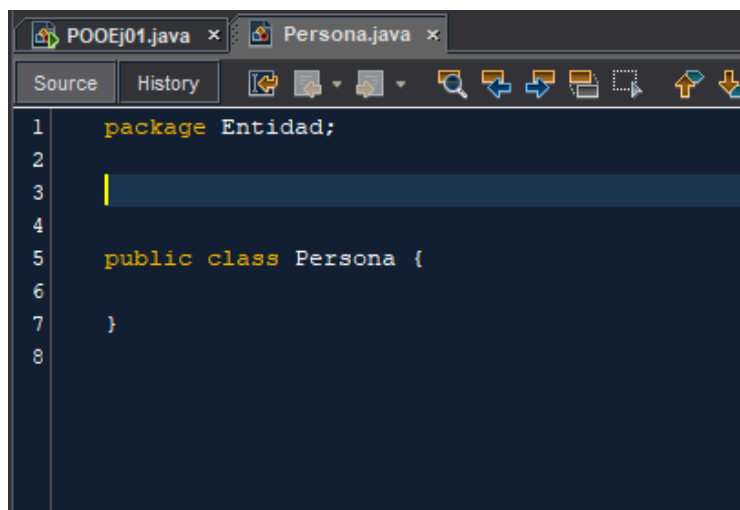 POOEj01.java × Persona.java ×
Source History
1 package Entidad;
2
3
4
5 public class Persona {
6
7 }
8